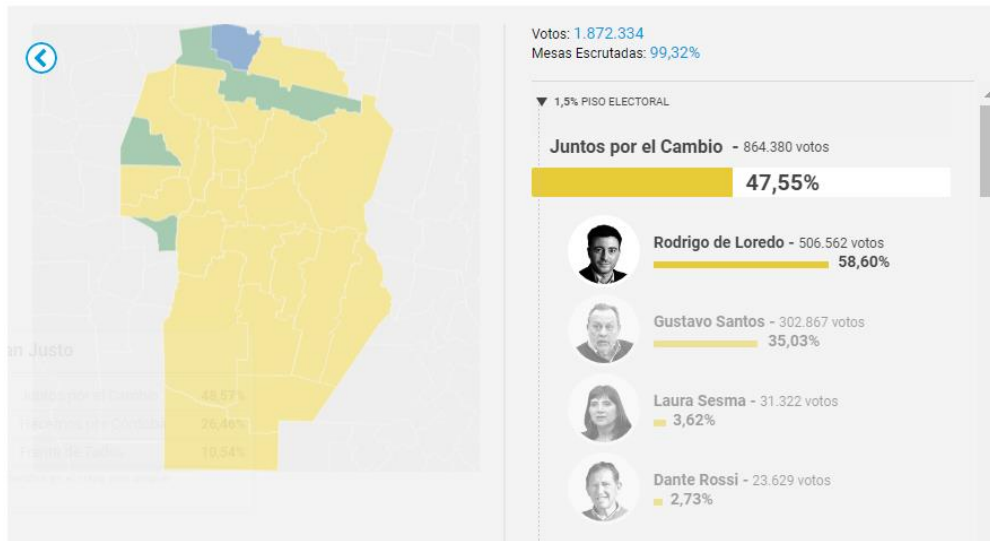 Votos: 1.872.334
Mesas Escrutadas: 99,32%
▼ 1,5% PISO ELECTORAL
Juntos por el Cambio - 864.380 votos
47,55%
Rodrigo de Loredo - 506.562 votos
58,60%
Gustavo Santos - 302.867 votos
35,03%
Laura Sesma - 31.322 votos
3,62%
Dante Rossi - 23.629 votos
2,73%
an Justo
Juntos por el Cambio 48,57%
26,46%
Frente de Todos 10,54%